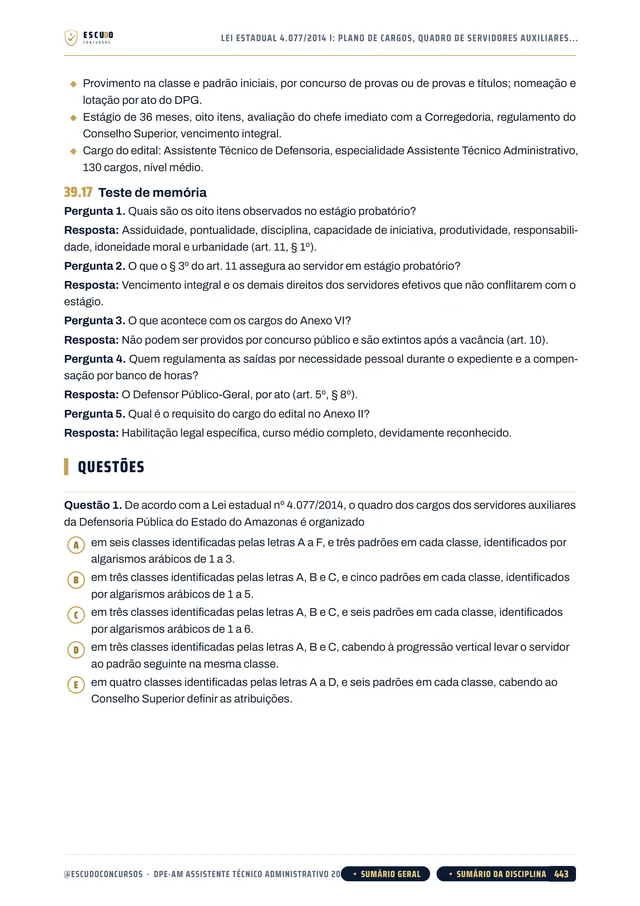 ESCUDO
CONCURSOS
LEI ESTADUAL 4.077/2014 I: PLANO DE CARGOS, QUADRO DE SERVIDORES AUXILIARES...
◆ Provimento na classe e padrão iniciais, por concurso de provas ou de provas e títulos; nomeação e
lotação por ato do DPG.
◆ Estágio de 36 meses, oito itens, avaliação do chefe imediato com a Corregedoria, regulamento do
Conselho Superior, vencimento integral.
◆ Cargo do edital: Assistente Técnico de Defensoria, especialidade Assistente Técnico Administrativo,
130 cargos, nível médio.
39.17 Teste de memória
Pergunta 1. Quais são os oito itens observados no estágio probatório?
Resposta: Assiduidade, pontualidade, disciplina, capacidade de iniciativa, produtividade, responsabili-
dade, idoneidade moral e urbanidade (art. 11, § 1º).
Pergunta 2. O que o § 3º do art. 11 assegura ao servidor em estágio probatório?
Resposta: Vencimento integral e os demais direitos dos servidores efetivos que não conflitarem com o
estágio.
Pergunta 3. O que acontece com os cargos do Anexo VI?
Resposta: Não podem ser providos por concurso público e são extintos após a vacância (art. 10).
Pergunta 4. Quem regulamenta as saídas por necessidade pessoal durante o expediente e a compen-
sação por banco de horas?
Resposta: O Defensor Público-Geral, por ato (art. 5º, § 8º).
Pergunta 5. Qual é o requisito do cargo do edital no Anexo II?
Resposta: Habilitação legal específica, curso médio completo, devidamente reconhecido.
QUESTÕES
Questão 1. De acordo com a Lei estadual nº 4.077/2014, o quadro dos cargos dos servidores auxiliares
da Defensoria Pública do Estado do Amazonas é organizado
A em seis classes identificadas pelas letras A a F, e três padrões em cada classe, identificados por
algarismos arábicos de 1 a 3.
B em três classes identificadas pelas letras A, B e C, e cinco padrões em cada classe, identificados
por algarismos arábicos de 1 a 5.
C em três classes identificadas pelas letras A, B e C, e seis padrões em cada classe, identificados
por algarismos arábicos de 1 a 6.
D em três classes identificadas pelas letras A, B e C, cabendo à progressão vertical levar o servidor
ao padrão seguinte na mesma classe.
E em quatro classes identificadas pelas letras A a D, e seis padrões em cada classe, cabendo ao
Conselho Superior definir as atribuições.
@ESCUDOCONCURSOS · DPE-AM ASSISTENTE TÉCNICO ADMINISTRATIVO 20
SUMÁRIO GERAL
SUMÁRIO DA DISCIPLINA
443